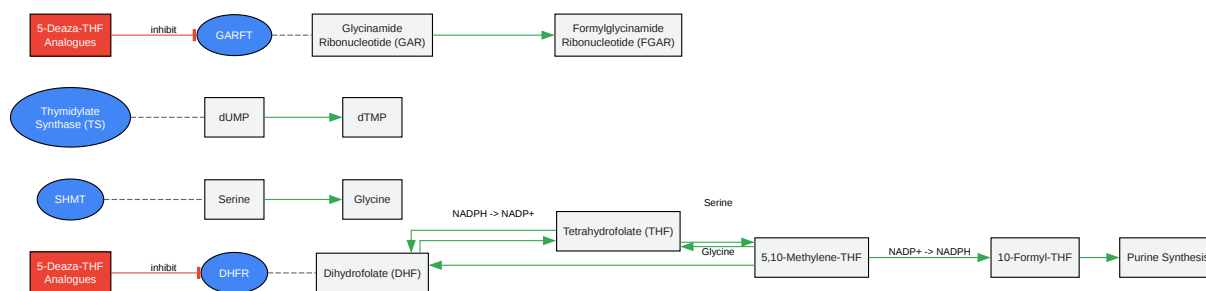 5-Deaza-THF
Analogues
inhibit
GARFT
Glycinamide
Ribonucleotide (GAR)
Formylglycinamide
Ribonucleotide (FGAR)
Thymidylate
Synthase (TS)
dUMP
dTMP
SHMT
Serine
Glycine
NADPH -> NADP+
Tetrahydrofolate (THF)
Serine
Glycine
5-Deaza-THF
Analogues
inhibit
DHFR
Dihydrofolate (DHF)
5,10-Methylene-THF
NADP+ -> NADPH
10-Formyl-THF
Purine Synthesis